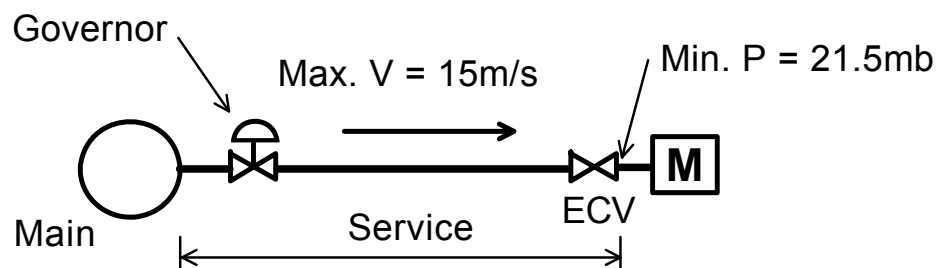 Governor
Max. V = 15m/s
Min. P = 21.5mb
M
ECV
Main
Service